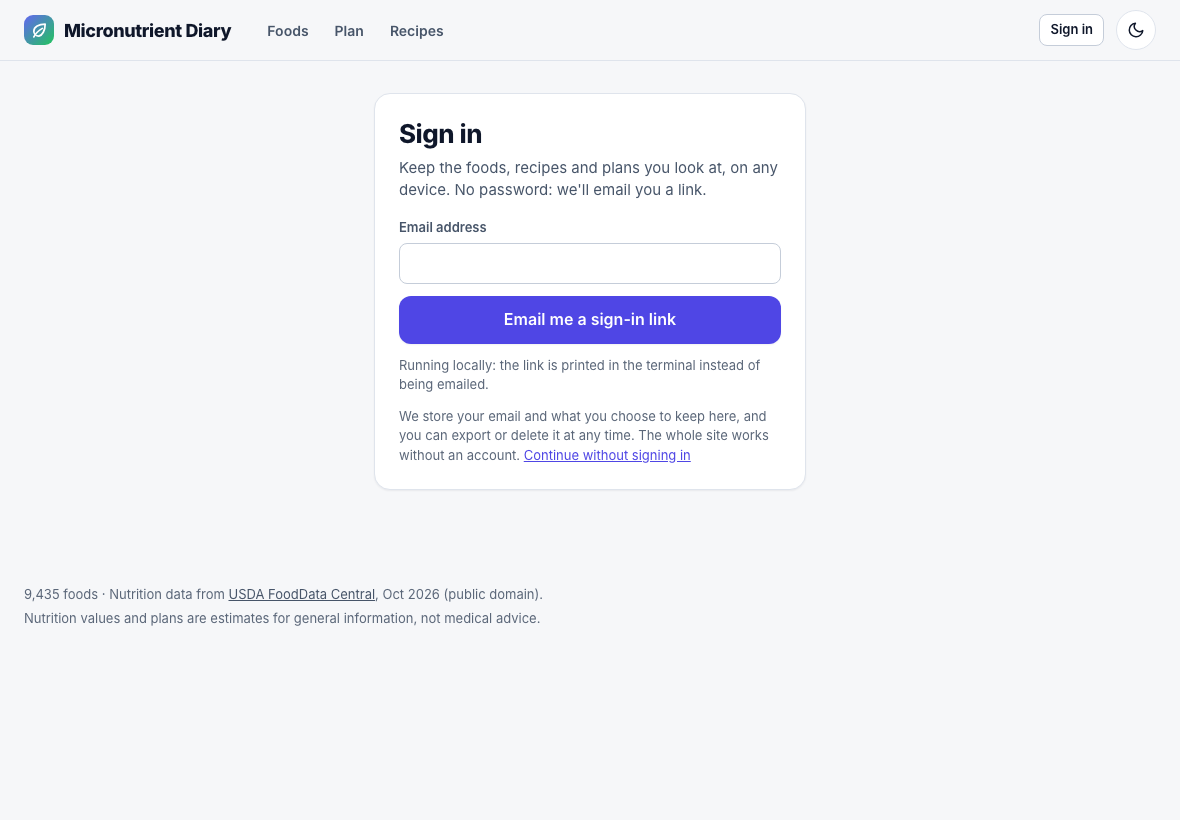 Micronutrient Diary
Foods
Plan
Recipes
Sign in
Sign in
Keep the foods, recipes and plans you look at, on any
device. No password: we'll email you a link.
Email address
Email me a sign-in link
Running locally: the link is printed in the terminal instead of
being emailed.
We store your email and what you choose to keep here, and
you can export or delete it at any time. The whole site works
without an account. Continue without signing in
9,435 foods · Nutrition data from USDA FoodData Central, Oct 2026 (public domain).
Nutrition values and plans are estimates for general information, not medical advice.